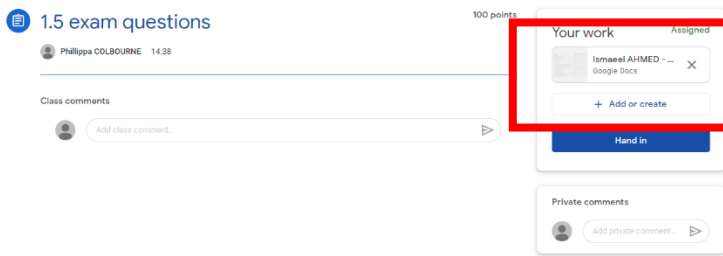 1.5 exam questions
100 points
Phillippa COLBOURNE 14:38
Class comments
Add class comment...
Your work
Assigned
Ismaeel AHMED - ...
Google Docs
+ Add or create
Hand in
Private comments
Add private comment...